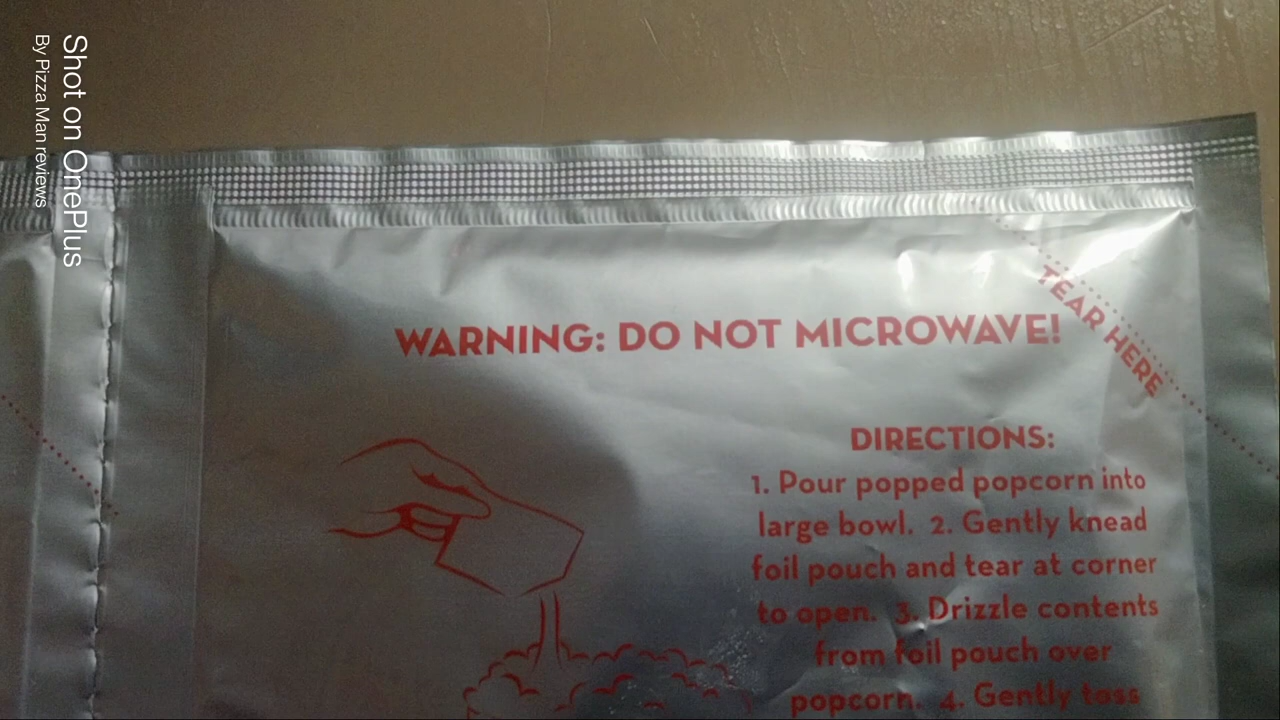 Shot on OnePlus
By Pizza Man reviews
WARNING: DO NOT MICROWAVE!
TEAR HERE
DIRECTIONS:
1. Pour popped popcorn into
large bowl. 2. Gently knead
foil pouch and tear at corner
to open. 3. Drizzle contents
from foil pouch over
popcorn. 4. Gently toss